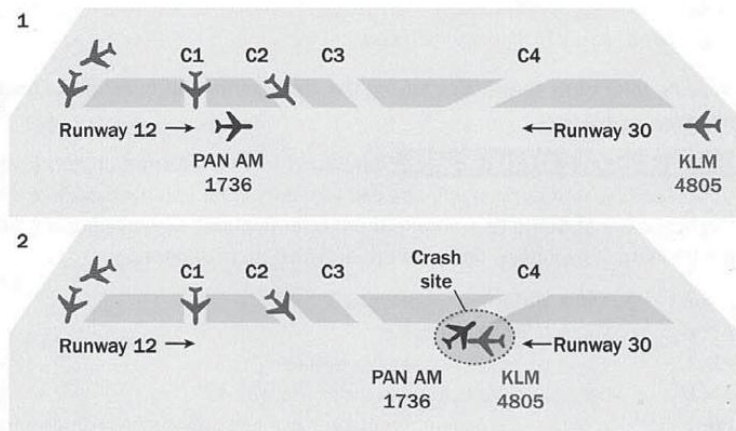 1
C1 C2 C3 C4
Runway 12
Runway 30
PAN AM
1736
KLM
4805
2
Crash
site
C1 C2 C3 C4
Runway 12
Runway 30
PAN AM
1736
KLM
4805